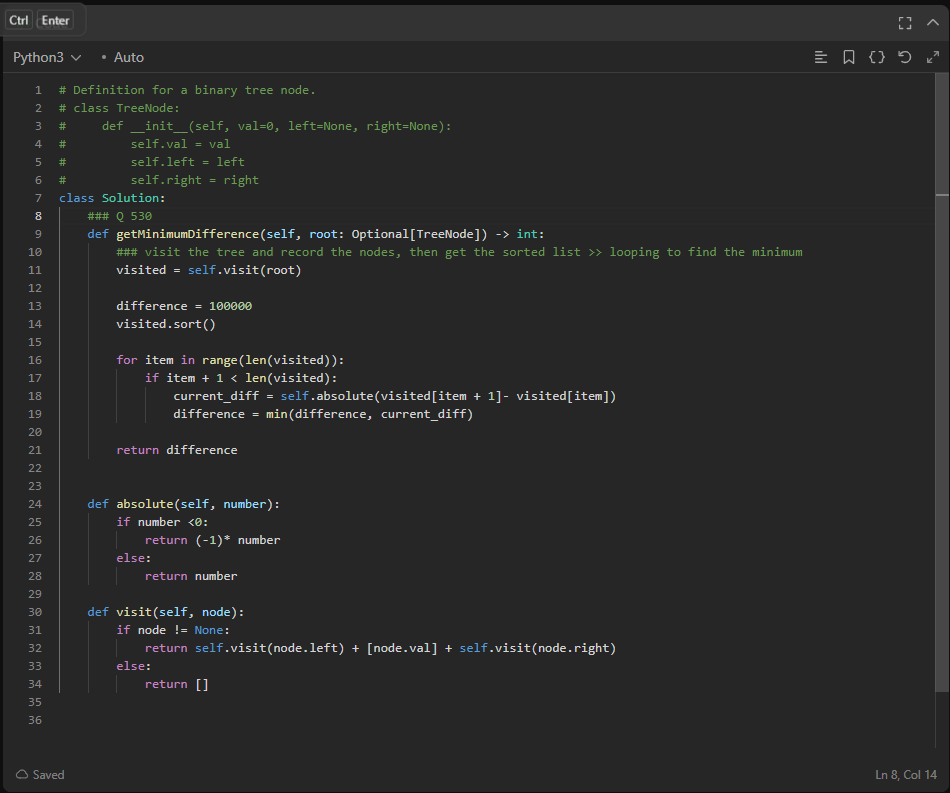 Ctrl Enter
Python3 • Auto
1 # Definition for a binary tree node.
2 # class TreeNode:
3 #     def __init__(self, val=0, left=None, right=None):
4 #         self.val = val
5 #         self.left = left
6 #         self.right = right
7 class Solution:
8     ### Q 530
9     def getMinimumDifference(self, root: Optional[TreeNode]) -> int:
10         ### visit the tree and record the nodes, then get the sorted list >> looping to find the minimum
11         visited = self.visit(root)
12
13         difference = 100000
14         visited.sort()
15
16         for item in range(len(visited)):
17             if item + 1 < len(visited):
18                 current_diff = self.absolute(visited[item + 1]- visited[item])
19                 difference = min(difference, current_diff)
20
21         return difference
22
23
24     def absolute(self, number):
25         if number <0:
26             return (-1)* number
27         else:
28             return number
29
30     def visit(self, node):
31         if node != None:
32             return self.visit(node.left) + [node.val] + self.visit(node.right)
33         else:
34             return []
35
36
Saved Ln 8, Col 14